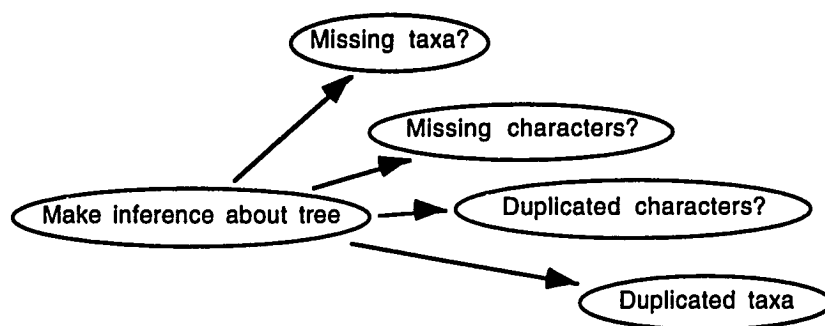 Missing taxa?
Missing characters?
Make inference about tree
Duplicated characters?
Duplicated taxa